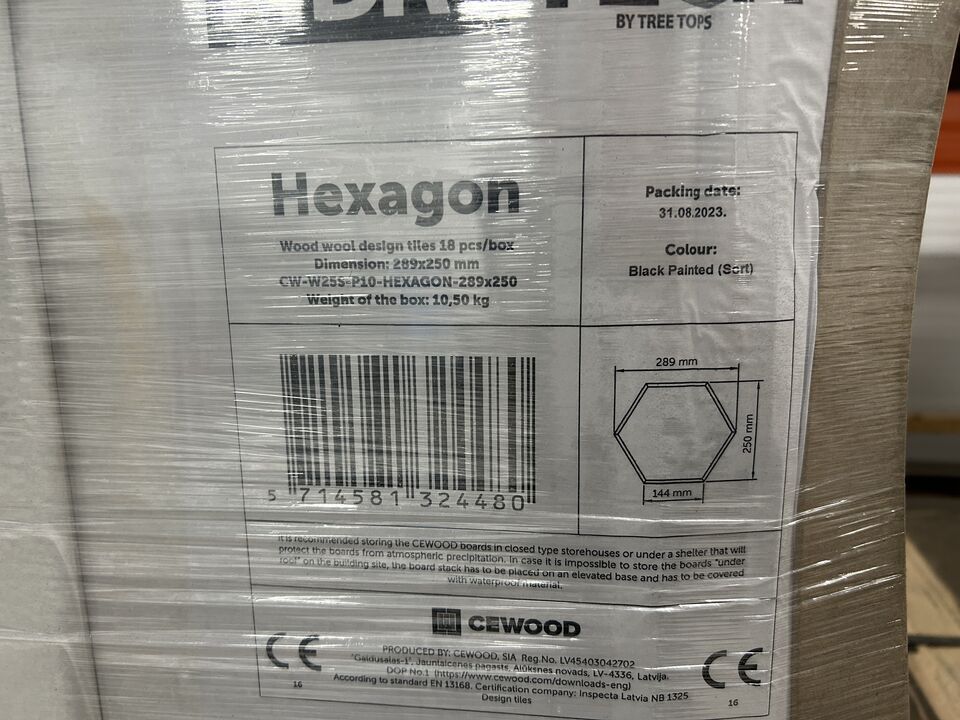 BY TREE TOPS
Hexagon
Wood wool design tiles 18 pcs/box
Dimension: 289x250 mm
CW-W25S-P10-HEXAGON-289x250
Weight of the box: 10,50 kg
Packing date:
31.08.2023.
Colour:
Black Painted (Sort)
289 mm
250 mm
144 mm
5 714581 324480
It is recommended storing the CEWOOD boards in closed type storehouses or under a shelter that will
protect the boards from atmospheric precipitation. In case it is impossible to store the boards "under
roof" on the building site, the board stack has to be placed on an elevated base and has to be covered
with waterproof material.
CEWOOD
PRODUCED BY: CEWOOD, SIA Reg.No. LV45403042702
"Gaidusalas-1", Jaunlaicenes pagasts, Alūksnes novads, LV-4336, Latvija.
DOP No.1 (https://www.cewood.com/downloads-eng)
According to standard EN 13168. Certification company: Inspecta Latvia NB 1325
Design tiles
CE
16
CE
16